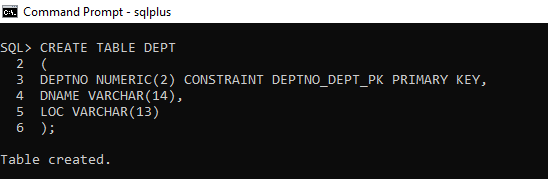 Command Prompt - sqlplus
SQL> CREATE TABLE DEPT
2 (
3 DEPTNO NUMERIC(2) CONSTRAINT DEPTNO_DEPT_PK PRIMARY KEY,
4 DNAME VARCHAR(14),
5 LOC VARCHAR(13)
6 );
Table created.